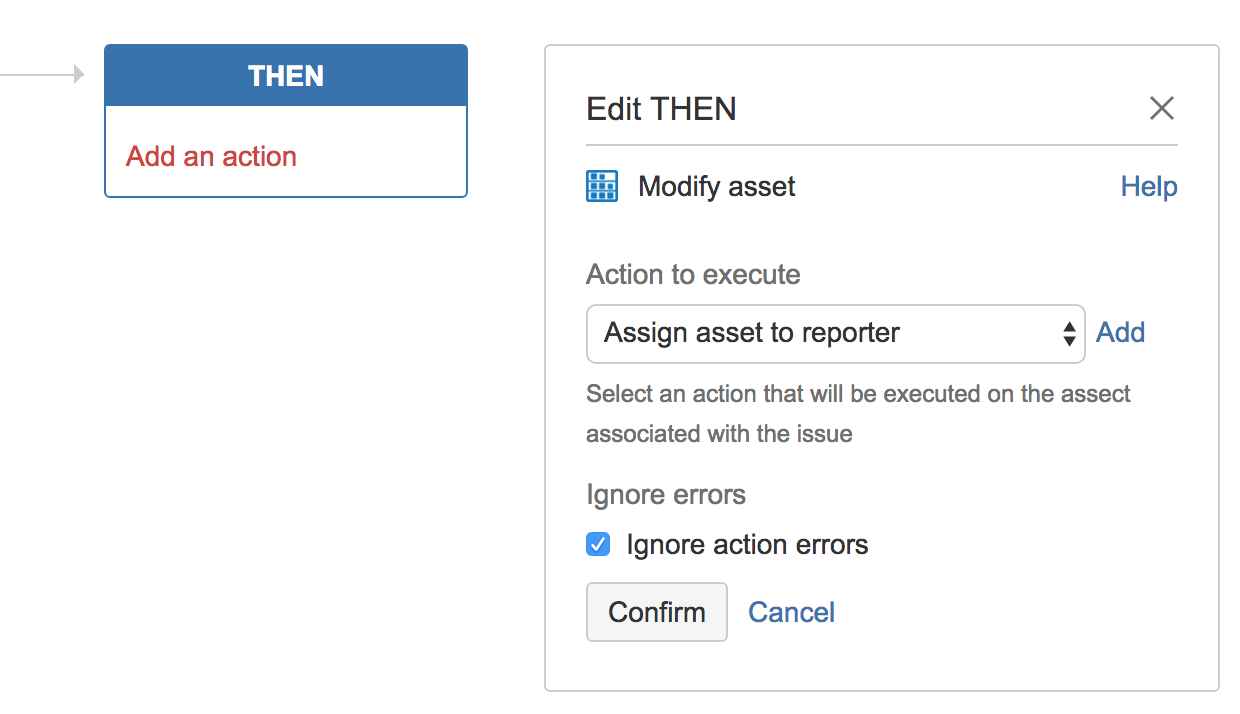 THEN
Add an action
Edit THEN
Modify asset
Help
Action to execute
Assign asset to reporter
Add
Select an action that will be executed on the assect
associated with the issue
Ignore errors
Ignore action errors
Confirm
Cancel